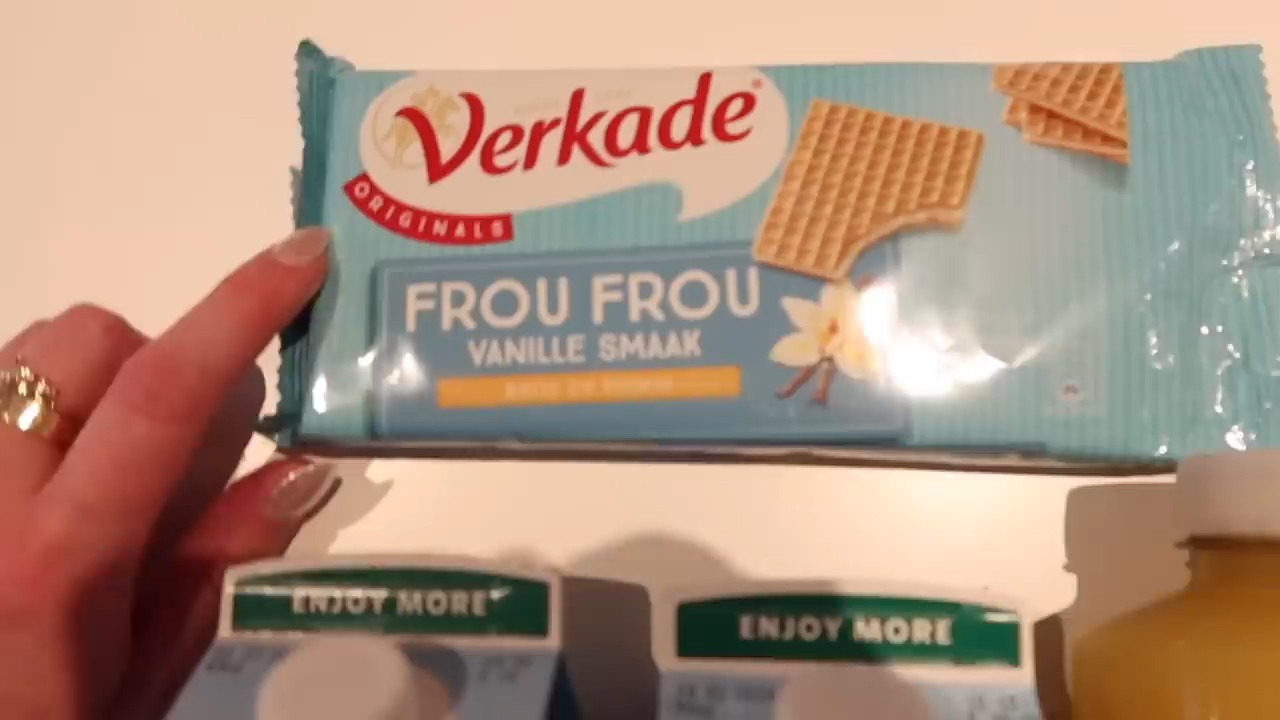 Verkade
ORIGINALS
FROU FROU
VANILLE SMAAK
ENJOY MORE
ENJOY MORE